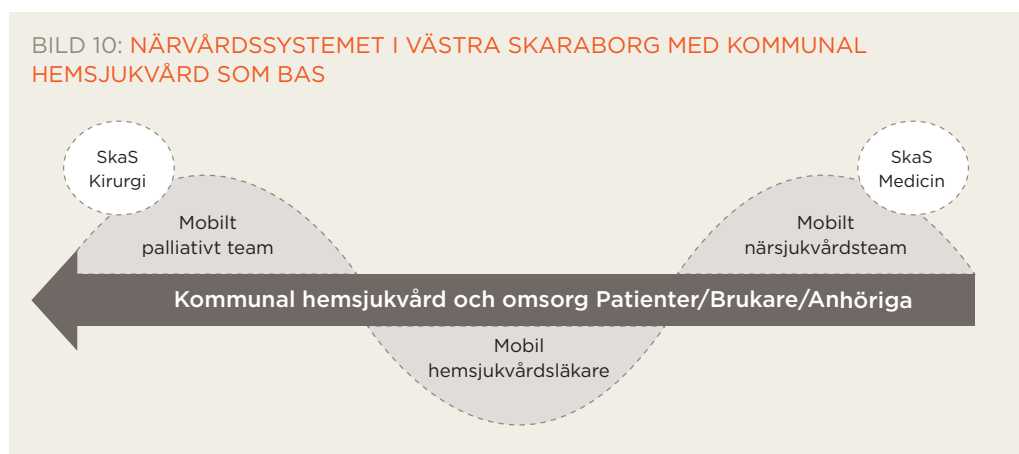 BILD 10: NÄRVÅRDSSYSTEMET I VÄSTRA SKARABORG MED KOMMUNAL
HEMSJUKVÅRD SOM BAS
SkaS
Kirurgi
SkaS
Medicin
Mobilt
palliativt team
Mobilt
närsjukvårdsteam
Kommunal hemsjukvård och omsorg Patienter/Brukare/Anhöriga
Mobil
hemsjukvårdsläkare